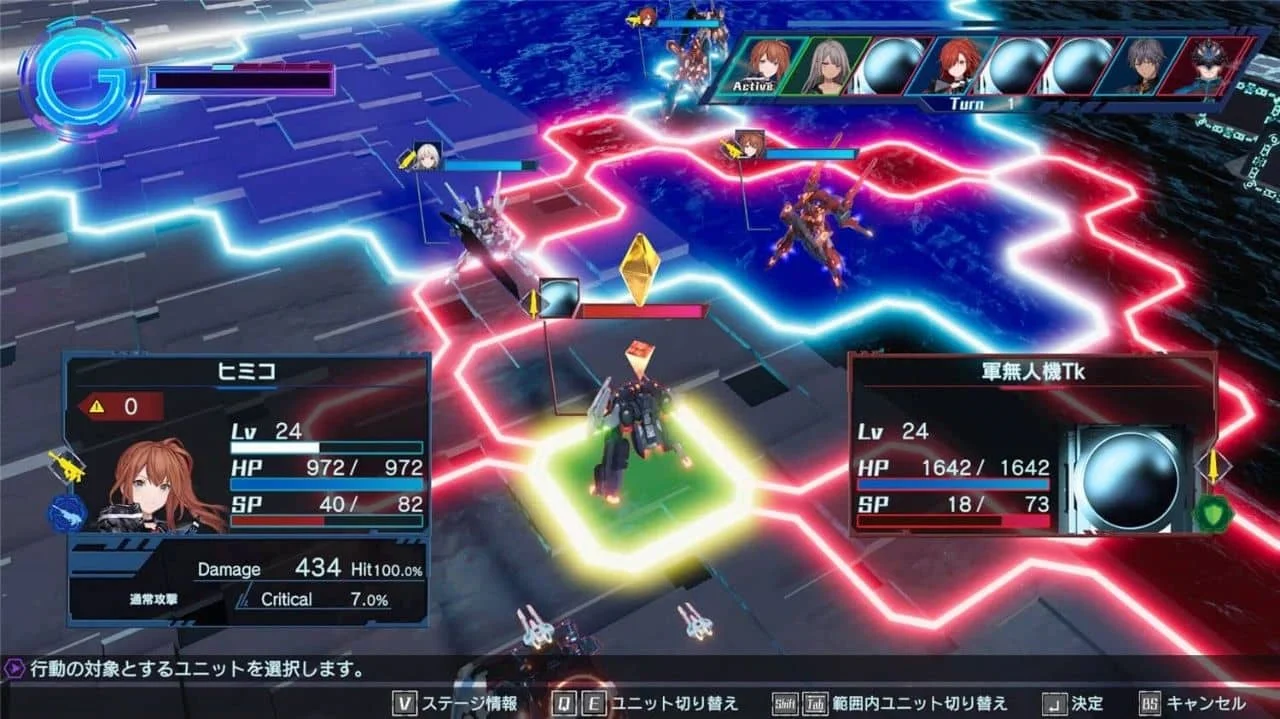 G
Active
Turn 1
ヒミコ
0
Lv 24
HP 972/ 972
SP 40/ 82
Damage 434 Hit100.0%
通常攻撃 Critical 7.0%
軍無人機Tk
Lv 24
HP 1642/ 1642
SP 18/ 73
行動の対象とするユニットを選択します。
V ステージ情報 Q E ユニット切り替え Shift Tab 範囲内ユニット切り替え ↵ 決定 BS キャンセル